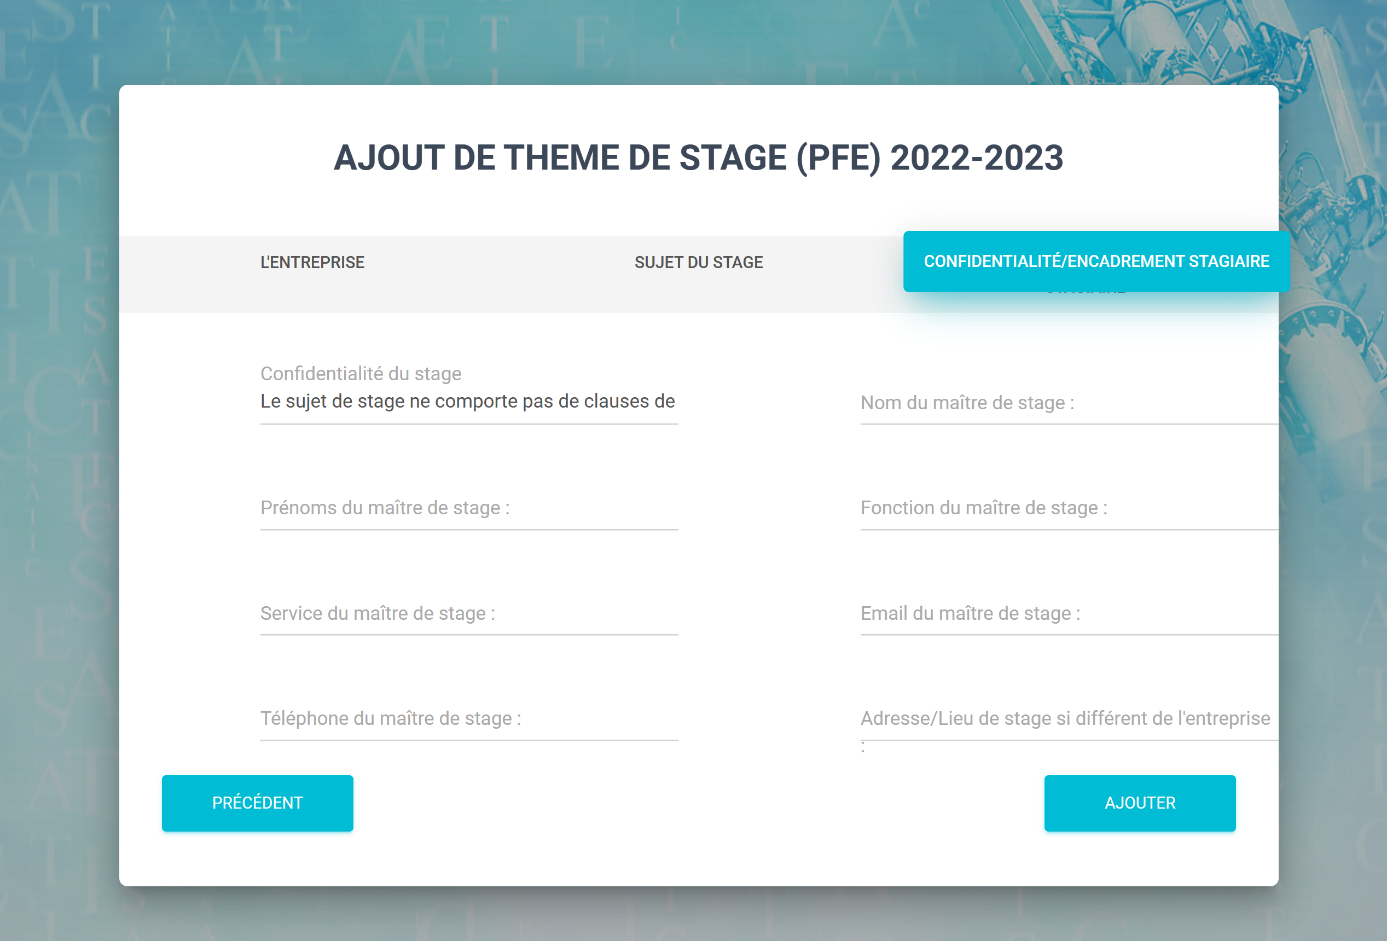 AJOUT DE THEME DE STAGE (PFE) 2022-2023
L'ENTREPRISE
SUJET DU STAGE
CONFIDENTIALITÉ/ENCADREMENT STAGIAIRE
Confidentialité du stage
Le sujet de stage ne comporte pas de clauses de
Nom du maître de stage :
Prénoms du maître de stage :
Fonction du maître de stage :
Service du maître de stage :
Email du maître de stage :
Téléphone du maître de stage :
Adresse/Lieu de stage si différent de l'entreprise
:
PRÉCÉDENT
AJOUTER